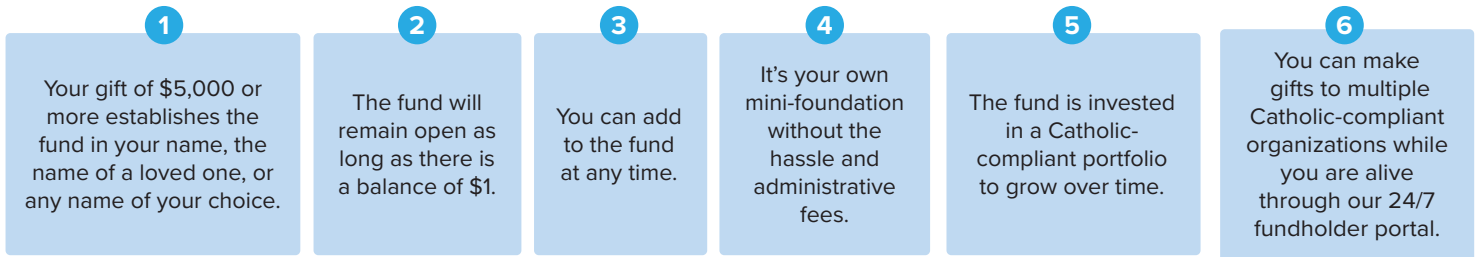 1
Your gift of $5,000 or
more establishes the
fund in your name, the
name of a loved one, or
any name of your choice.
2
The fund will
remain open as
long as there is
a balance of $1.
3
You can add
to the fund
at any time.
4
It’s your own
mini-foundation
without the
hassle and
administrative
fees.
5
The fund is invested
in a Catholic-
compliant portfolio
to grow over time.
6
You can make
gifts to multiple
Catholic-compliant
organizations while
you are alive
through our 24/7
fundholder portal.